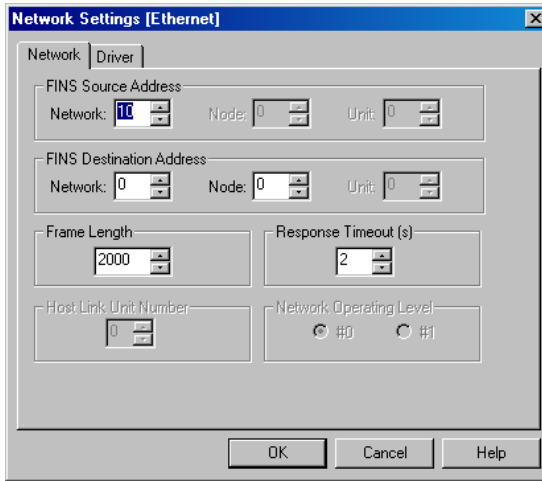 Network Settings [Ethernet]
Network Driver
FINS Source Address
Network: 10 Node: 0 Unit: 0
FINS Destination Address
Network: 0 Node: 0 Unit: 0
Frame Length Response Timeout (s)
2000 2
Host Link Unit Number Network Operating Level
0 #0 #1
OK Cancel Help